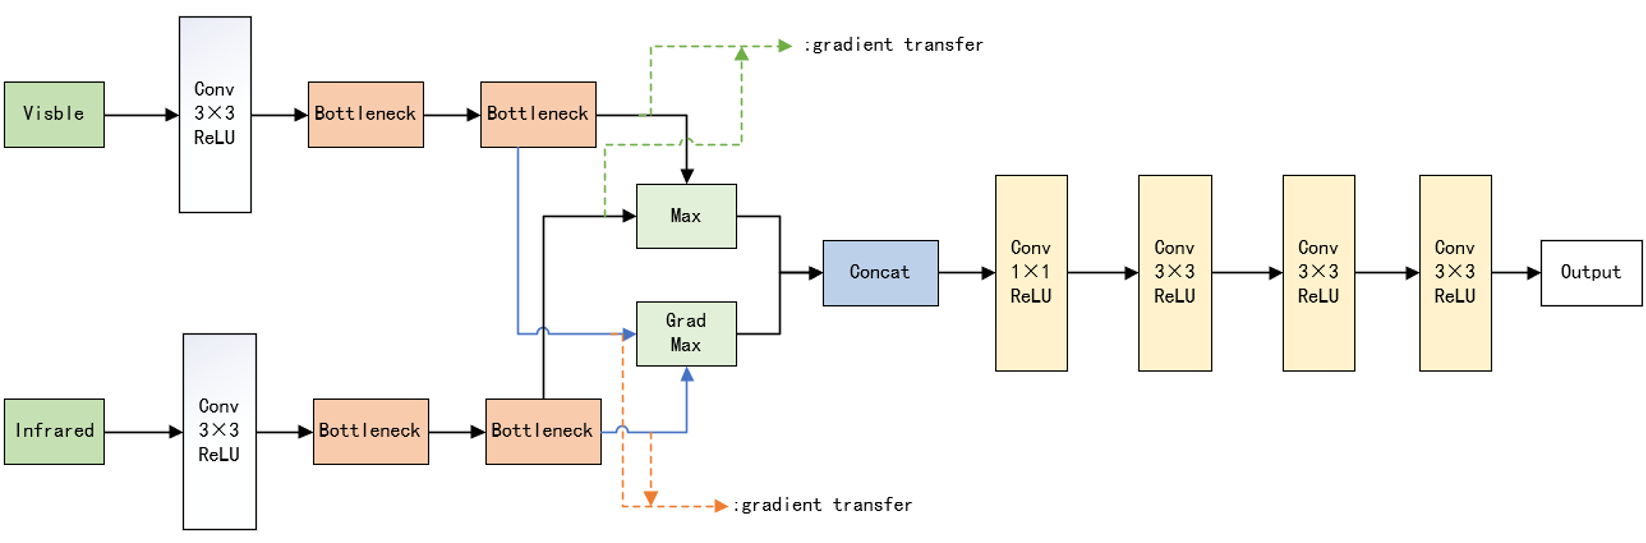 :gradient transfer
Visble
Conv
3×3
ReLU
Bottleneck
Bottleneck
Max
Grad
Max
Concat
Conv
1×1
ReLU
Conv
3×3
ReLU
Conv
3×3
ReLU
Conv
3×3
ReLU
Output
Infrared
Conv
3×3
ReLU
Bottleneck
Bottleneck
:gradient transfer